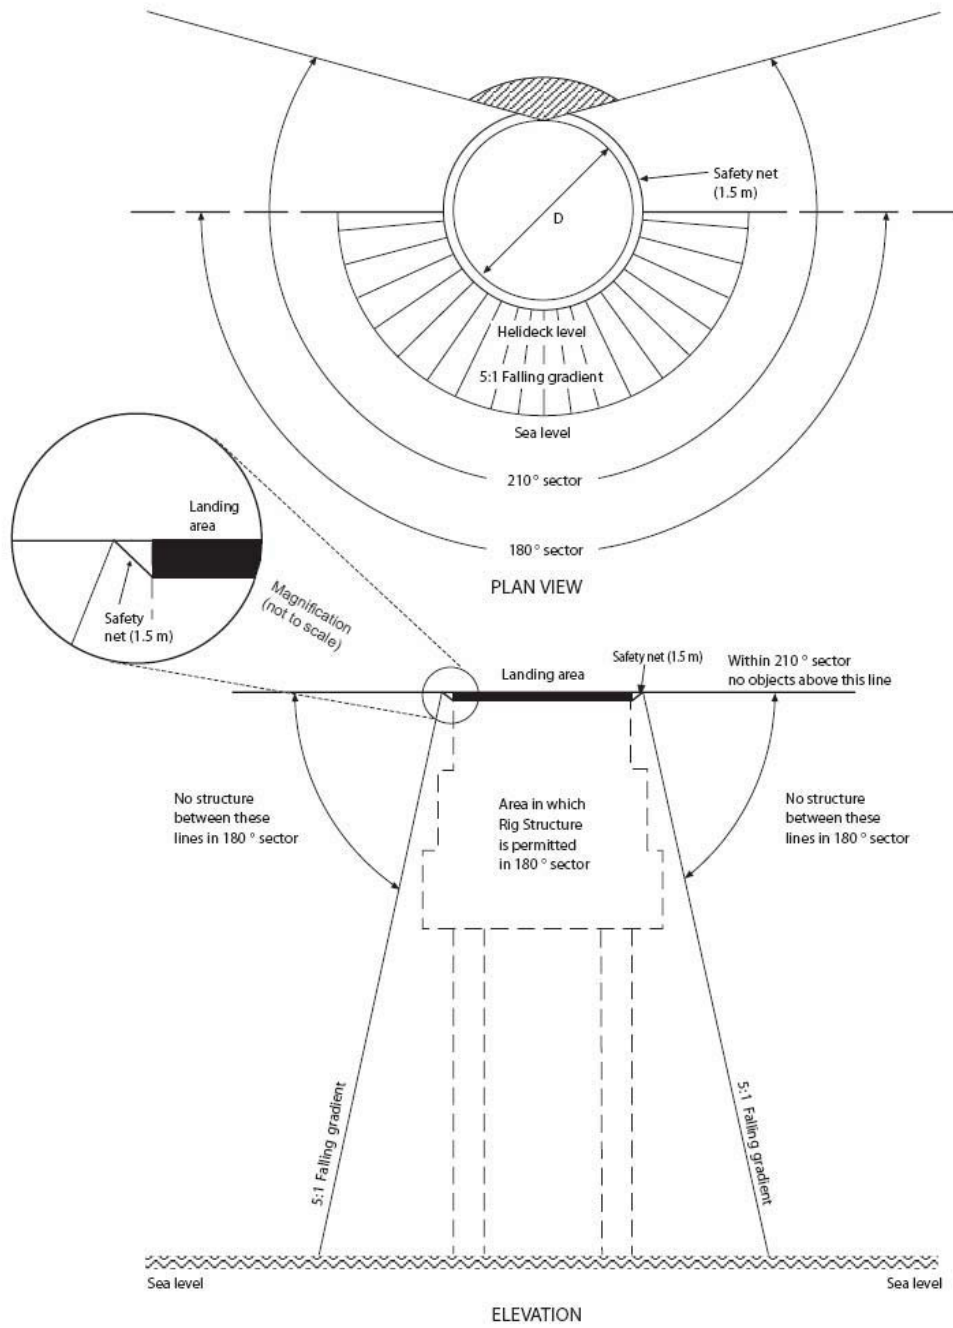 Safety net
(1.5 m)
D
Helideck level
5:1 Falling gradient
Sea level
210° sector
180° sector
PLAN VIEW
Landing
area
Safety
net (1.5 m)
Magnification
(not to scale)
Landing area
Safety net (1.5 m)
Within 210° sector
no objects above this line
No structure
between these
lines in 180° sector
Area in which
Rig Structure
is permitted
in 180° sector
No structure
between these
lines in 180° sector
5:1 Falling gradient
5:1 Falling gradient
Sea level
Sea level
ELEVATION